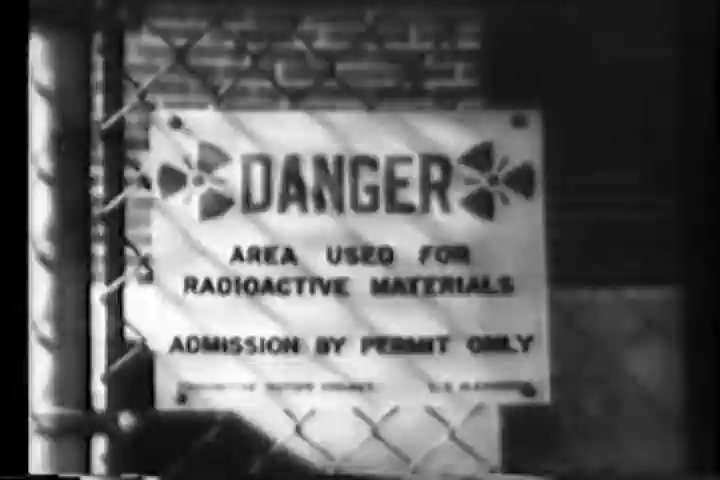 DANGER
AREA USED FOR
RADIOACTIVE MATERIALS
ADMISSION BY PERMIT ONLY